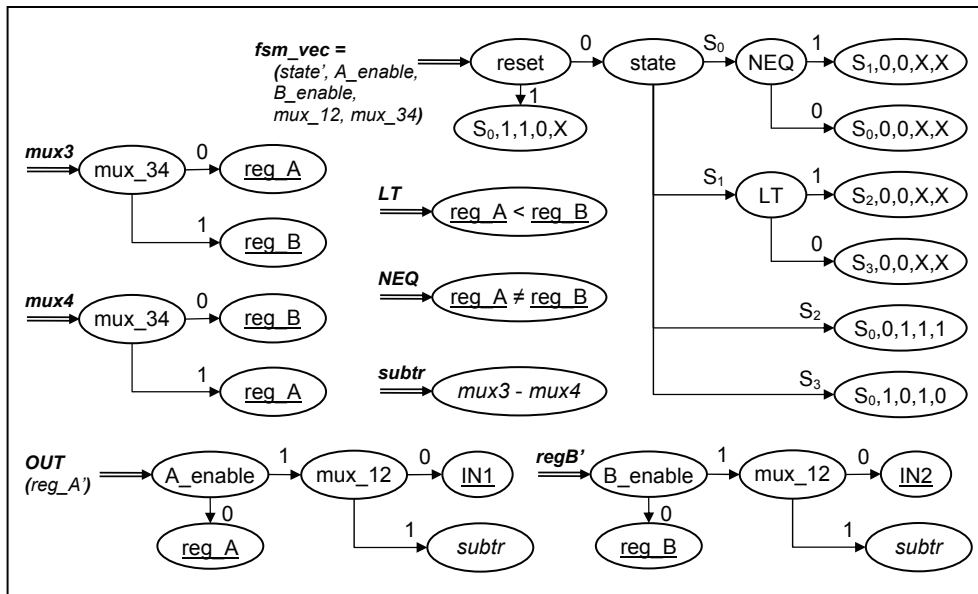 fsm_vec =
(state', A_enable,
B_enable,
mux_12, mux_34)
reset
0
state
S0
NEQ
1
S1,0,0,X,X
1
S0,1,1,0,X
0
S0,0,0,X,X
mux3
mux_34
0
reg_A
1
reg_B
LT
reg_A < reg_B
S1
LT
1
S2,0,0,X,X
0
S3,0,0,X,X
mux4
mux_34
0
reg_B
1
reg_A
NEQ
reg_A ≠ reg_B
S2
S0,0,1,1,1
subtr
mux3 - mux4
S3
S0,1,0,1,0
OUT
(reg_A')
A_enable
1
mux_12
0
IN1
0
reg_A
1
subtr
regB'
B_enable
1
mux_12
0
IN2
0
reg_B
1
subtr